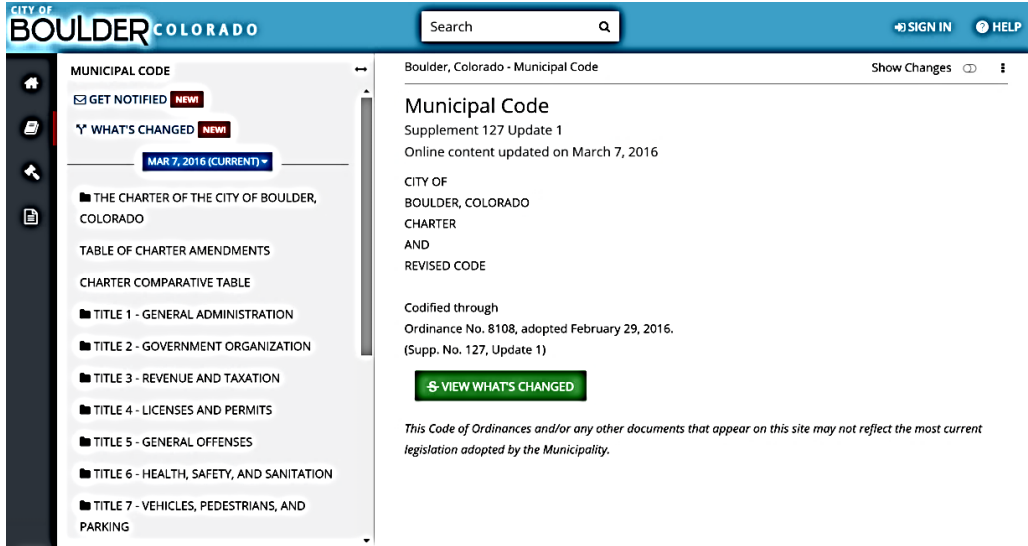 CITY OF
BOULDER COLORADO
Search
SIGN IN
HELP
MUNICIPAL CODE
GET NOTIFIED NEW!
WHAT'S CHANGED NEW!
MAR 7, 2016 (CURRENT)
THE CHARTER OF THE CITY OF BOULDER,
COLORADO
TABLE OF CHARTER AMENDMENTS
CHARTER COMPARATIVE TABLE
TITLE 1 - GENERAL ADMINISTRATION
TITLE 2 - GOVERNMENT ORGANIZATION
TITLE 3 - REVENUE AND TAXATION
TITLE 4 - LICENSES AND PERMITS
TITLE 5 - GENERAL OFFENSES
TITLE 6 - HEALTH, SAFETY, AND SANITATION
TITLE 7 - VEHICLES, PEDESTRIANS, AND
PARKING
Boulder, Colorado - Municipal Code
Show Changes
Municipal Code
Supplement 127 Update 1
Online content updated on March 7, 2016
CITY OF
BOULDER, COLORADO
CHARTER
AND
REVISED CODE
Codified through
Ordinance No. 8108, adopted February 29, 2016.
(Supp. No. 127, Update 1)
VIEW WHAT'S CHANGED
This Code of Ordinances and/or any other documents that appear on this site may not reflect the most current
legislation adopted by the Municipality.